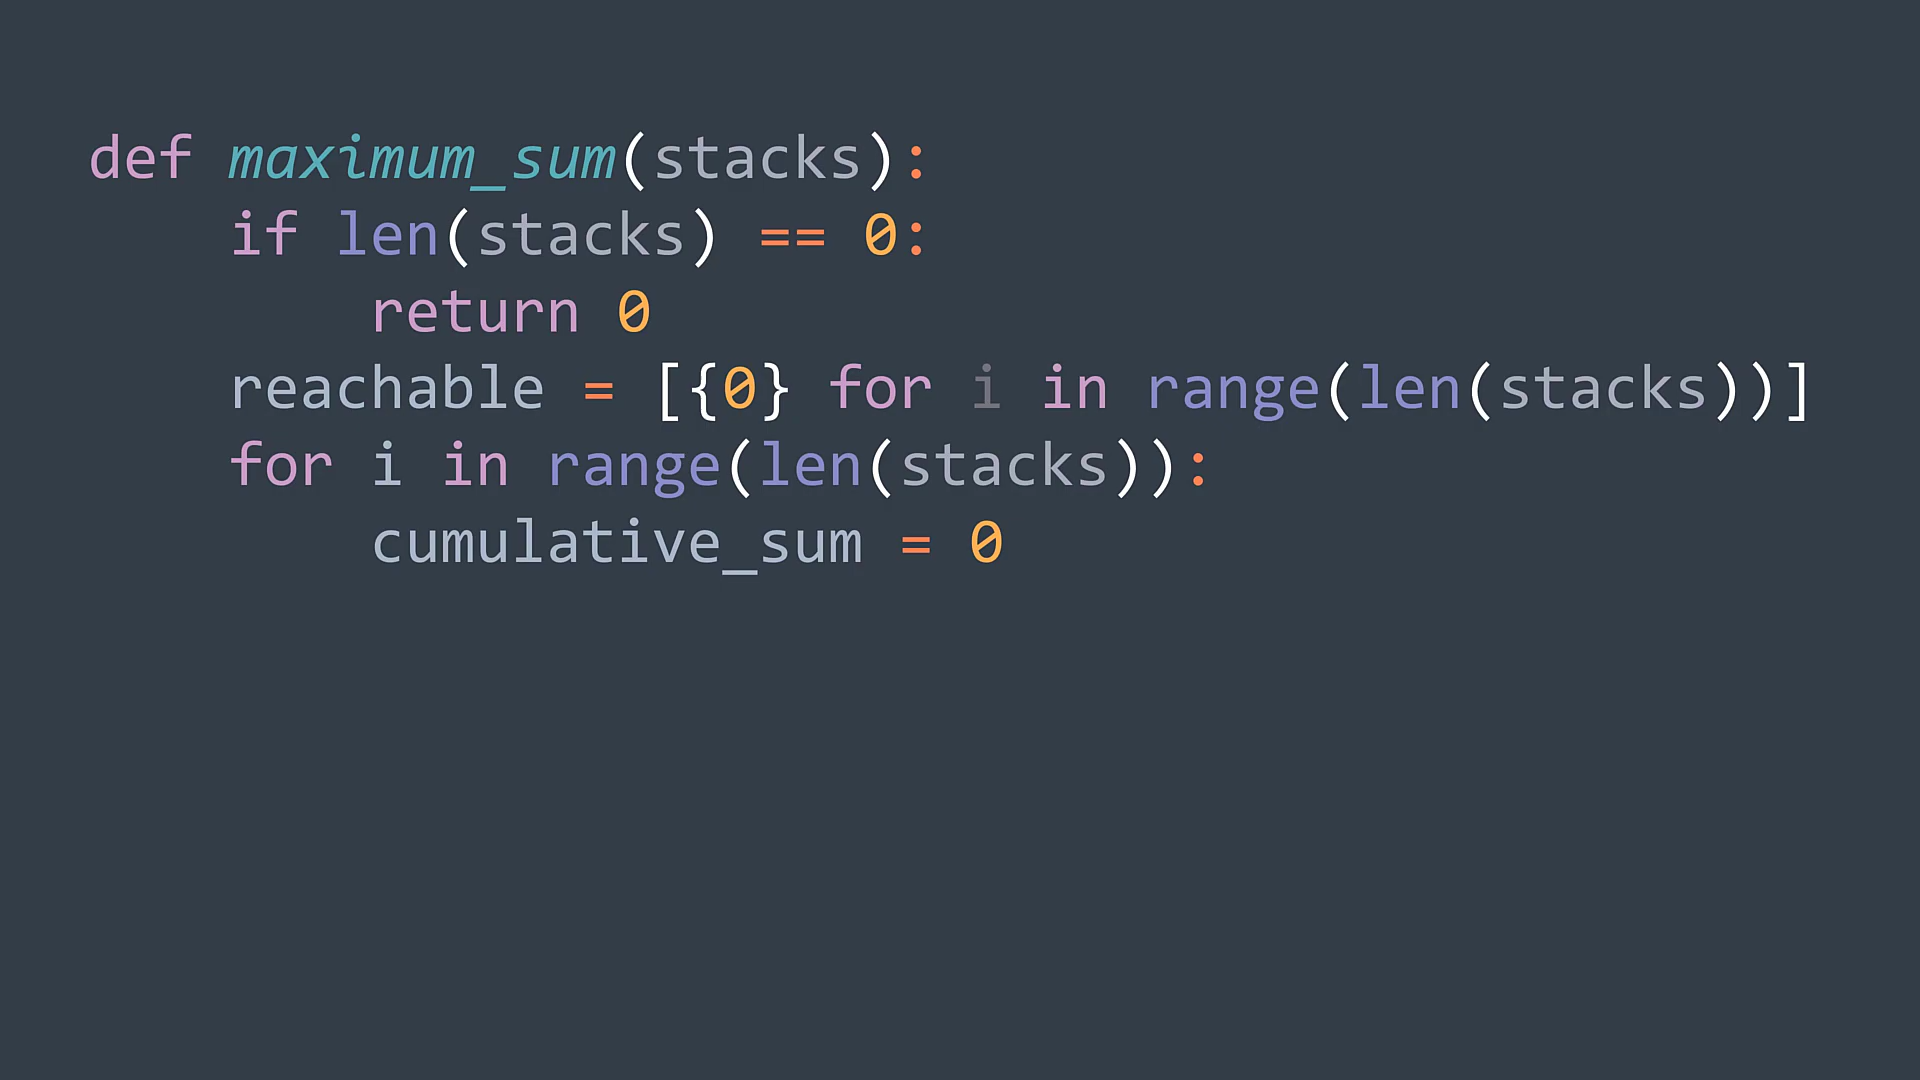 def maximum_sum(stacks):
    if len(stacks) == 0:
        return 0
    reachable = [{0} for i in range(len(stacks))]
    for i in range(len(stacks)):
        cumulative_sum = 0